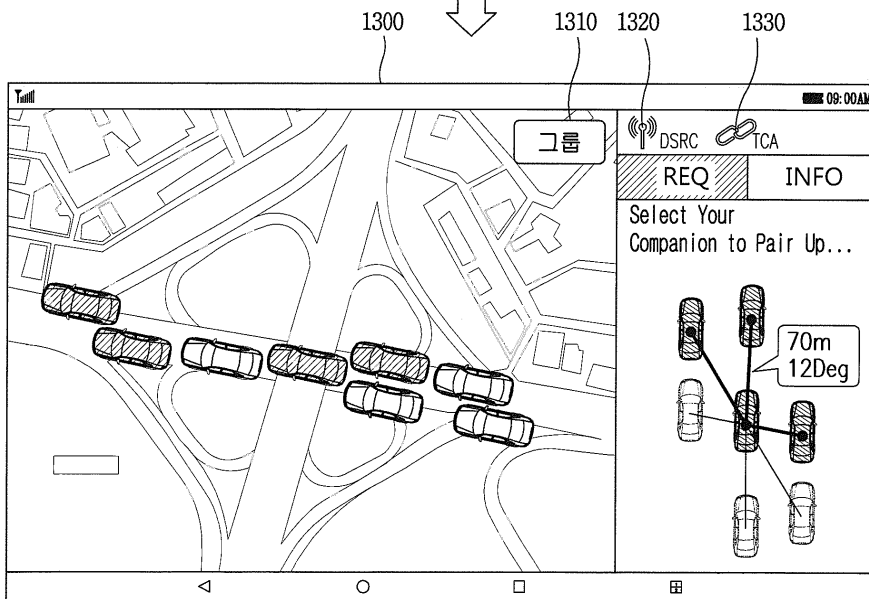 1300
1310
1320
1330
09:00AM
그룹
DSRC
TCA
REQ
INFO
Select Your
Companion to Pair Up...
70m
12Deg